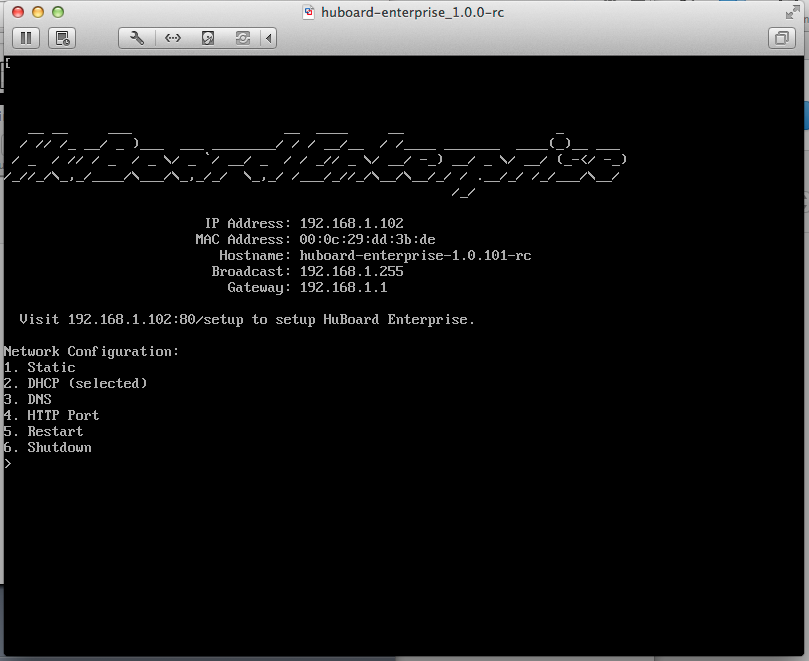 huboard-enterprise_1.0.0-rc
HuBoard Enterprise
IP Address: 192.168.1.102
MAC Address: 00:0c:29:dd:3b:de
Hostname: huboard-enterprise-1.0.101-rc
Broadcast: 192.168.1.255
Gateway: 192.168.1.1
Visit 192.168.1.102:80/setup to setup HuBoard Enterprise.
Network Configuration:
1. Static
2. DHCP (selected)
3. DNS
4. HTTP Port
5. Restart
6. Shutdown
>